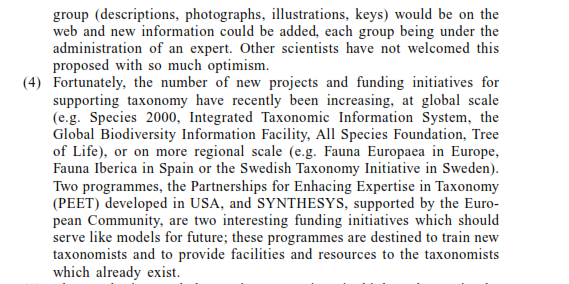 group (descriptions, photographs, illustrations, keys) would be on the
web and new information could be added, each group being under the
administration of an expert. Other scientists have not welcomed this
proposed with so much optimism.
(4) Fortunately, the number of new projects and funding initiatives for
supporting taxonomy have recently been increasing, at global scale
(e.g. Species 2000, Integrated Taxonomic Information System, the
Global Biodiversity Information Facility, All Species Foundation, Tree
of Life), or on more regional scale (e.g. Fauna Europaea in Europe,
Fauna Iberica in Spain or the Swedish Taxonomy Initiative in Sweden).
Two programmes, the Partnerships for Enhacing Expertise in Taxonomy
(PEET) developed in USA, and SYNTHESYS, supported by the Euro-
pean Community, are two interesting funding initiatives which should
serve like models for future; these programmes are destined to train new
taxonomists and to provide facilities and resources to the taxonomists
which already exist.